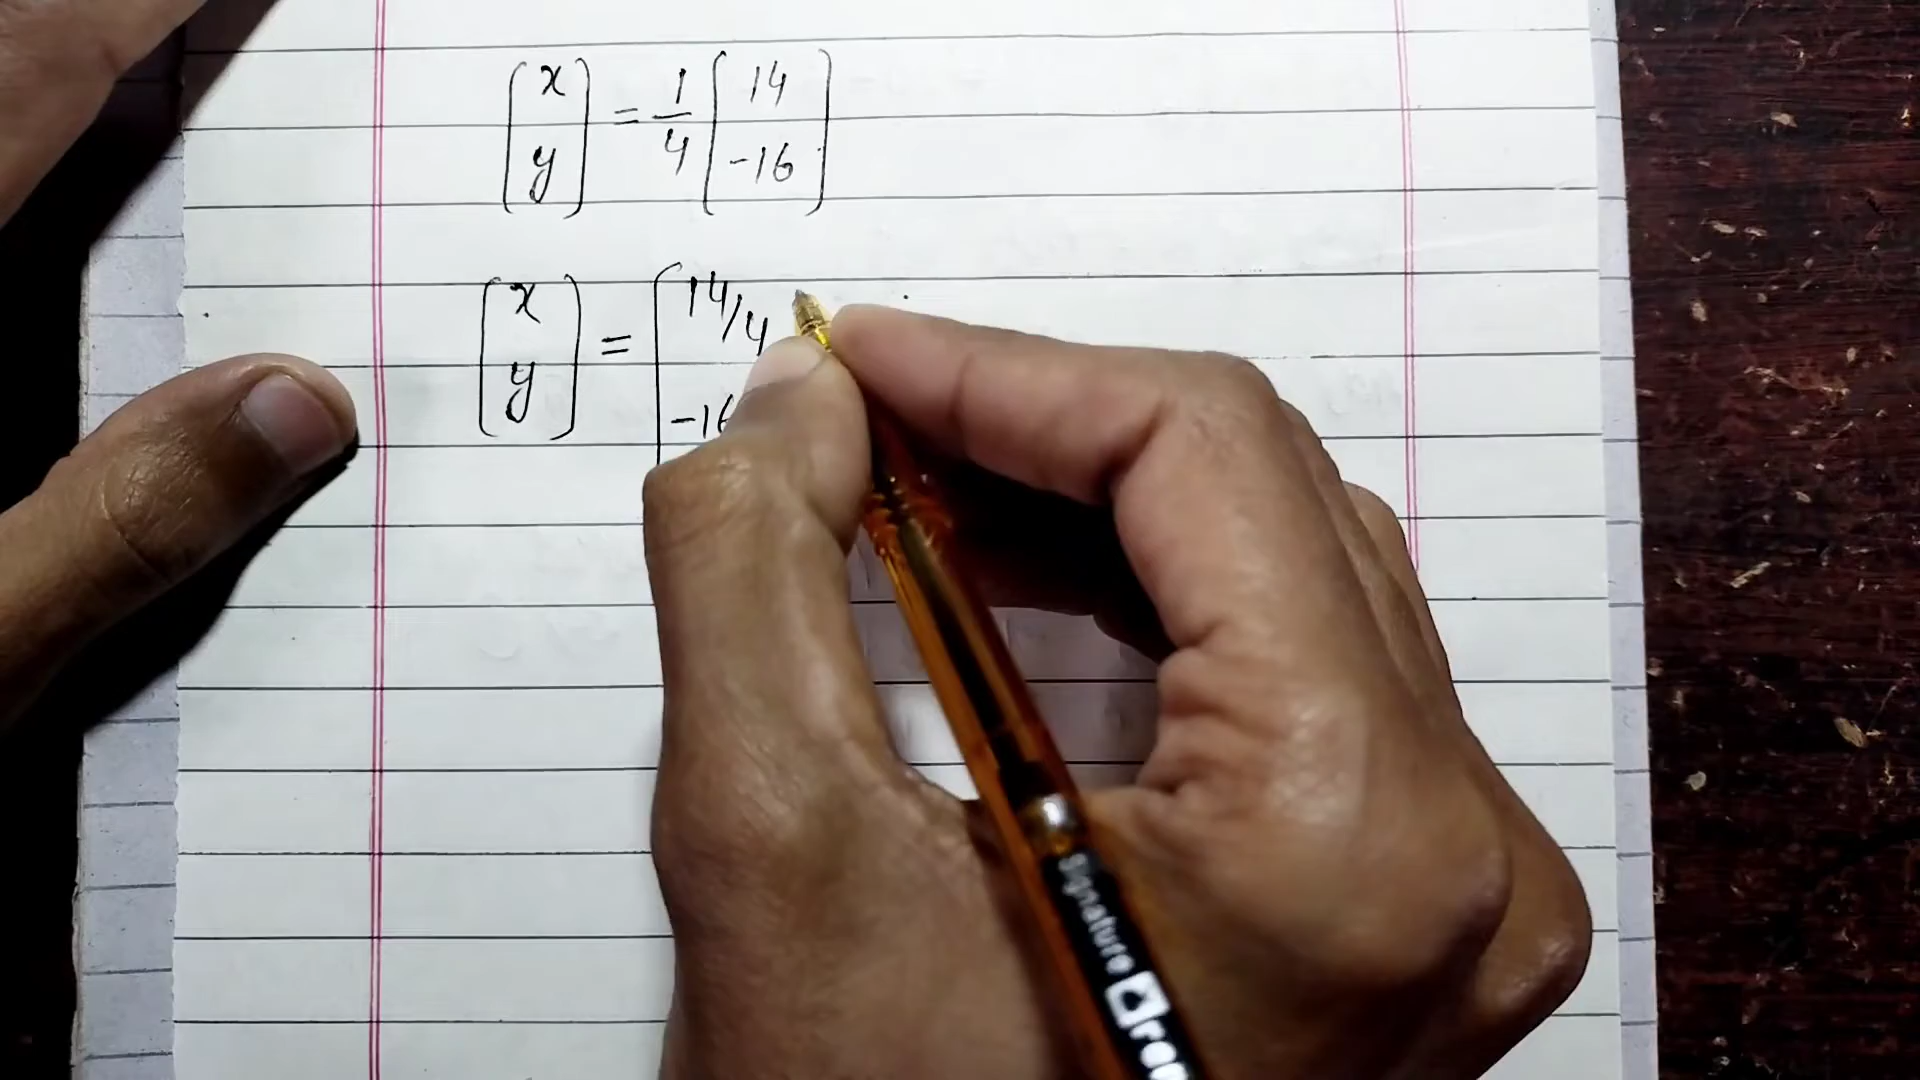 [x y] = 1/4 [14 -16]
[x y] = [14/4 -16
Signature